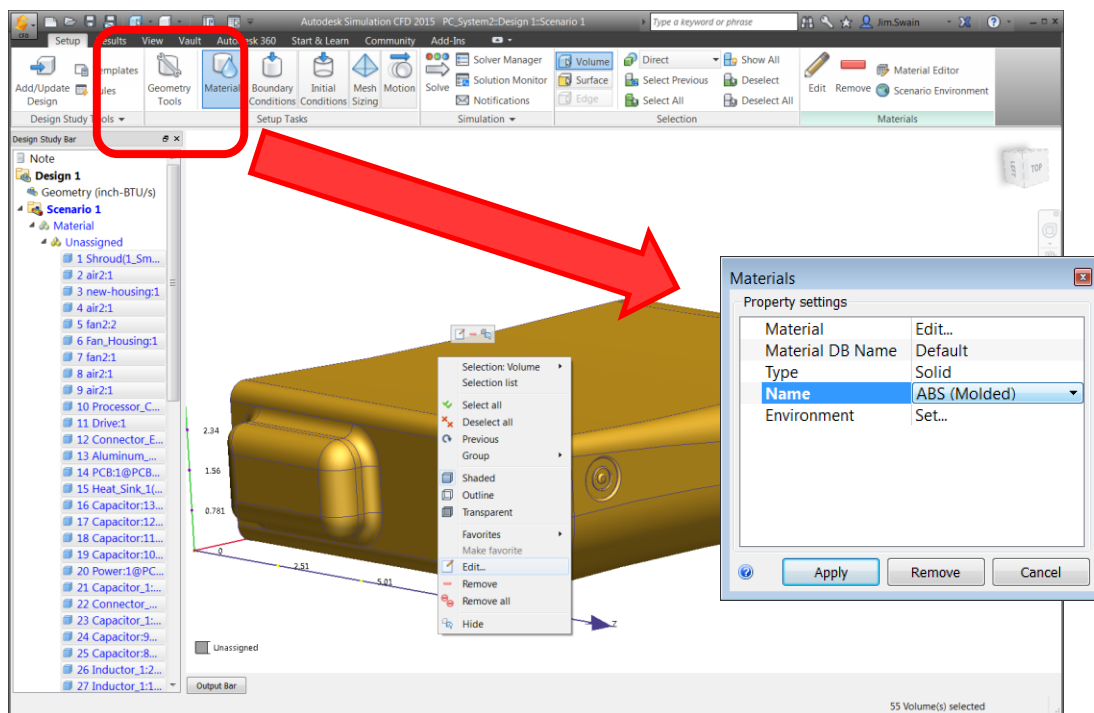 Autodesk Simulation CFD 2015 PC_System2::Design 1::Scenario 1
Type a keyword or phrase
Jim.Swain
CFD
Setup Results View Vault Autodesk 360 Start & Learn Community Add-Ins
Add/Update Design
Templates
Rules
Design Study Tools
Geometry Tools
Material
Boundary Conditions
Initial Conditions
Mesh Sizing
Motion
Setup Tasks
Solve
Solver Manager
Solution Monitor
Notifications
Simulation
Volume
Surface
Edge
Direct
Select Previous
Select All
Show All
Deselect
Deselect All
Selection
Edit
Remove
Material Editor
Scenario Environment
Materials
Design Study Bar
Note
Design 1
Geometry (inch-BTU/s)
Scenario 1
Material
Unassigned
1 Shroud(1_Sm...
2 air2:1
3 new-housing:1
4 air2:1
5 fan2:2
6 Fan_Housing:1
7 fan2:1
8 air2:1
9 air2:1
10 Processor_C...
11 Drive:1
12 Connector_E...
13 Aluminum_...
14 PCB:1@PCB...
15 Heat_Sink_1(...
16 Capacitor:13...
17 Capacitor:12...
18 Capacitor:11...
19 Capacitor:10...
20 Power:1@PC...
21 Capacitor_1:...
22 Connector_...
23 Capacitor_1:...
24 Capacitor:9...
25 Capacitor:8...
26 Inductor_1:2...
27 Inductor_1:1...
LEFT
TOP
2.34
1.56
0.781
0
2.51
5.01
Z
Selection: Volume
Selection list
Select all
Deselect all
Previous
Group
Shaded
Outline
Transparent
Favorites
Make favorite
Edit...
Remove
Remove all
Hide
Materials
Property settings
Material Edit...
Material DB Name Default
Type Solid
Name ABS (Molded)
Environment Set...
Apply Remove Cancel
Unassigned
Output Bar
55 Volume(s) selected